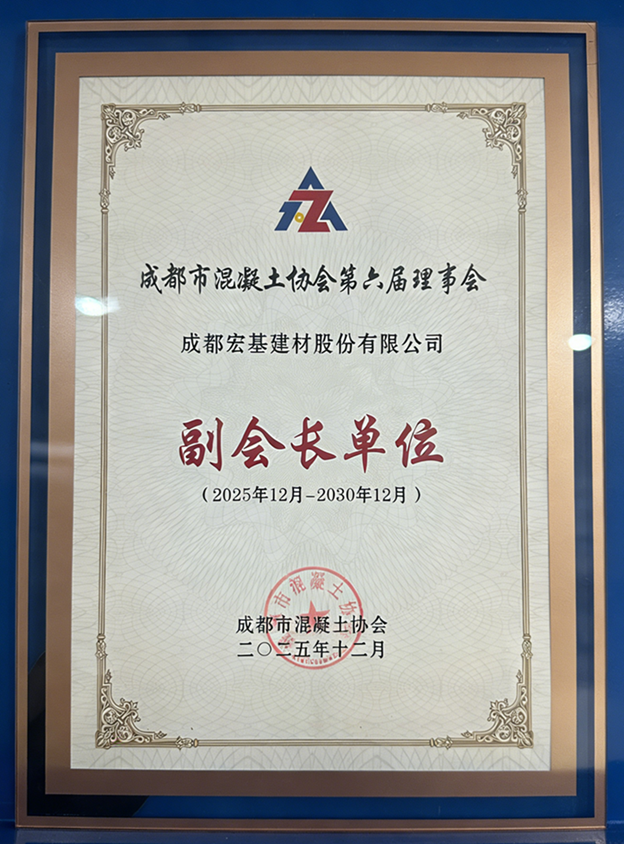 成都市混凝土协会第六届理事会
成都宏基建材股份有限公司
副会长单位
(2025年12月-2030年12月)
成都市混凝土协会
二〇二五年十二月